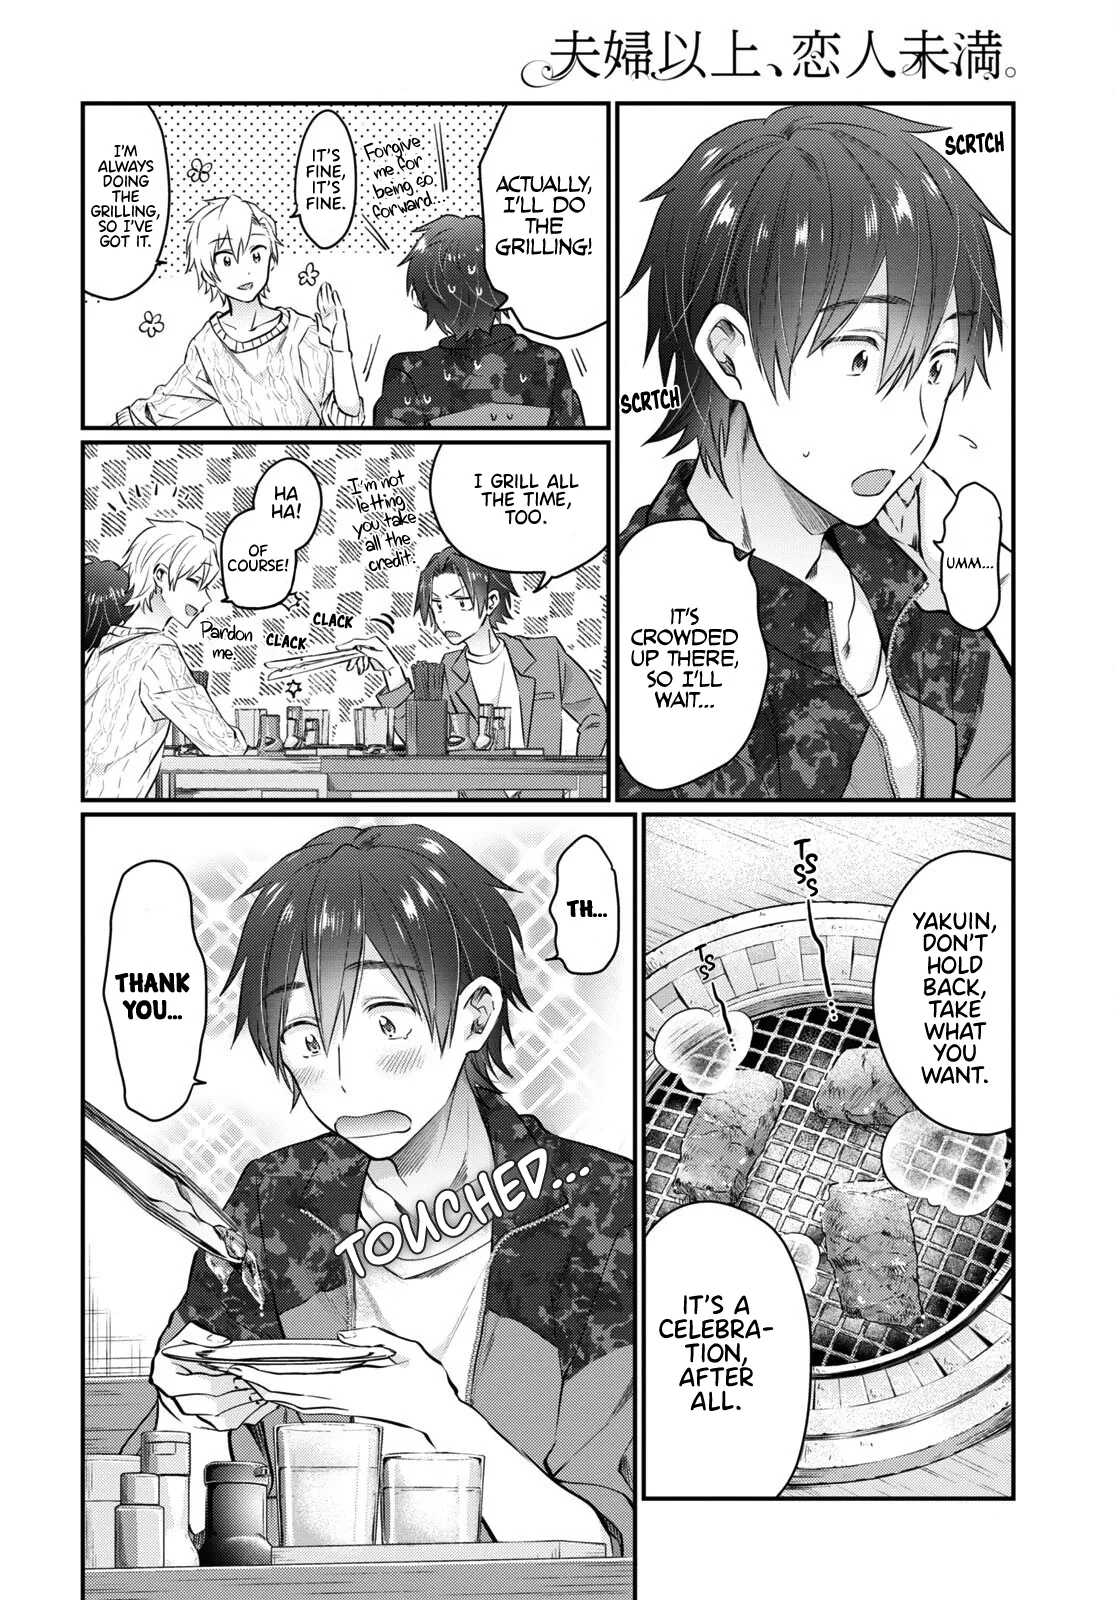 夫婦以上、恋人未満。
SCRTCH
SCRTCH
UMM...
IT'S
CROWDED
UP THERE,
SO I'LL
WAIT...
ACTUALLY,
I'LL DO
THE
GRILLING!
Forgive
me for
being so
forward...
IT'S
FINE,
IT'S
FINE.
I'M
ALWAYS
DOING
THE
GRILLING,
SO I'VE
GOT IT.
I GRILL ALL
THE TIME,
TOO.
I'm not
letting
you take
all the
credit.
HA
HA!
OF
COURSE!
Pardon
me.
CLACK
CLACK
TSSS
TSS
YAKUIN,
DON'T
HOLD
BACK,
TAKE
WHAT
YOU
WANT.
IT'S A
CELEBRA-
TION,
AFTER
ALL.
TH...
THANK
YOU...
TOUCHED...